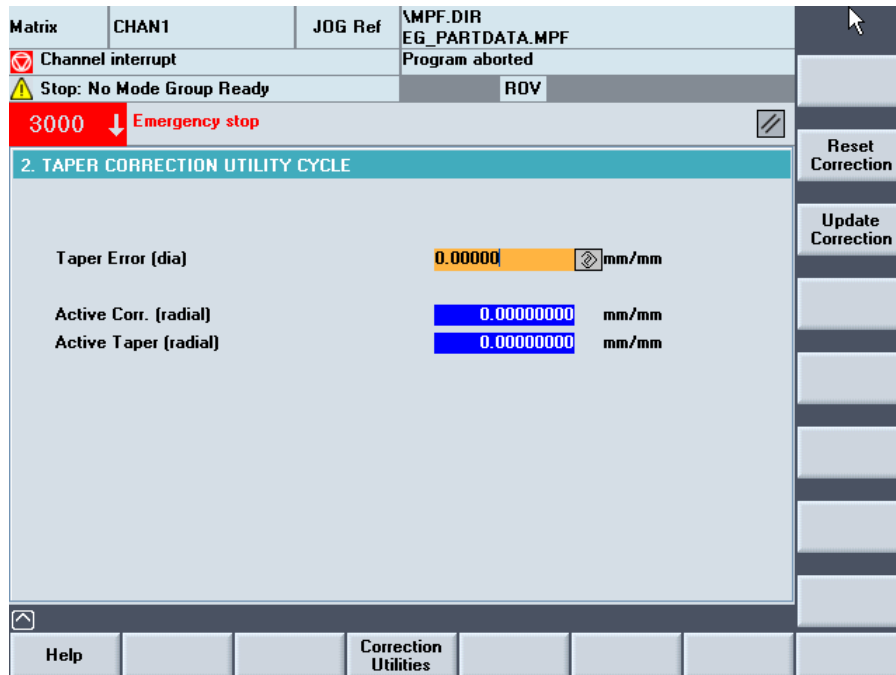 Matrix CHAN1 JOG Ref \MPF.DIR
EG_PARTDATA.MPF
Channel interrupt Program aborted
Stop: No Mode Group Ready ROV
3000 Emergency stop
2. TAPER CORRECTION UTILITY CYCLE
Reset
Correction
Update
Correction
Taper Error (dia) 0.00000 mm/mm
Active Corr. (radial) 0.00000000 mm/mm
Active Taper (radial) 0.00000000 mm/mm
Help
Correction
Utilities